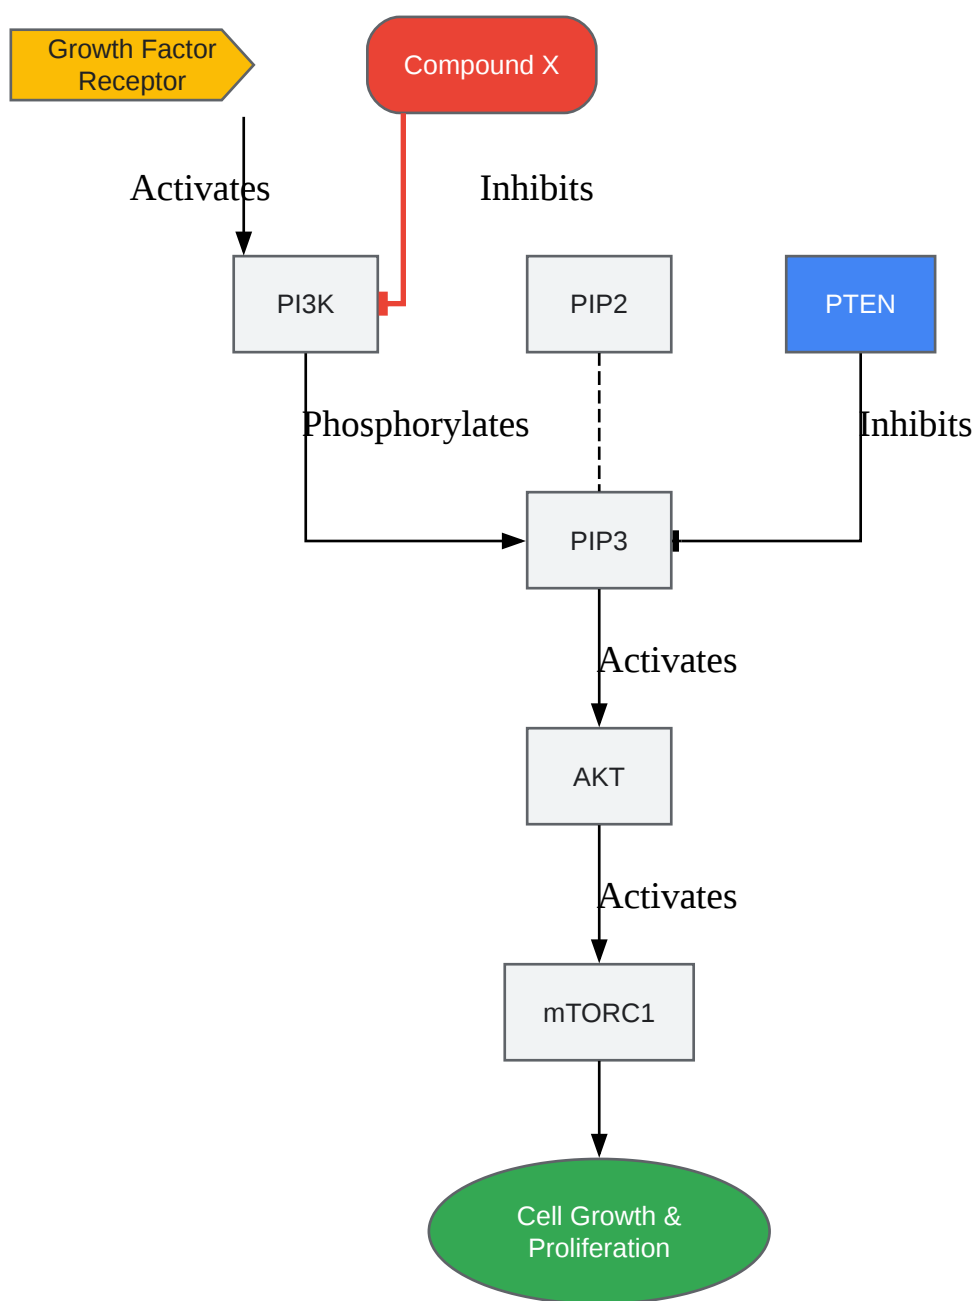 Growth Factor
Receptor
Compound X
Activates
Inhibits
PI3K
PIP2
PTEN
Phosphorylates
Inhibits
PIP3
Activates
AKT
Activates
mTORC1
Cell Growth &
Proliferation